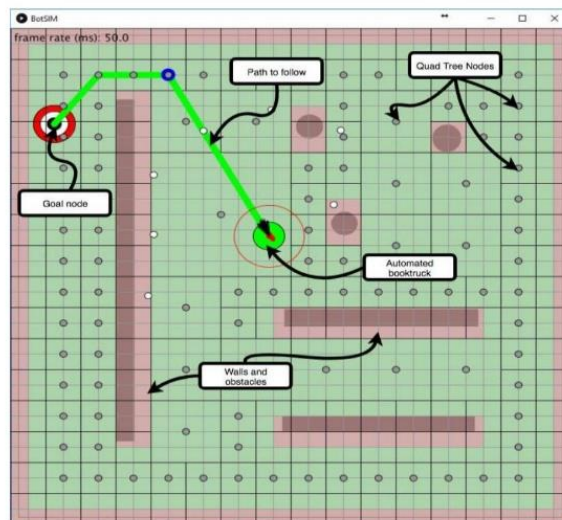 BotSIM
frame rate (ms): 50.0
Path to follow
Quad Tree Nodes
Goal node
Automated
booktruck
Walls and
obstacles